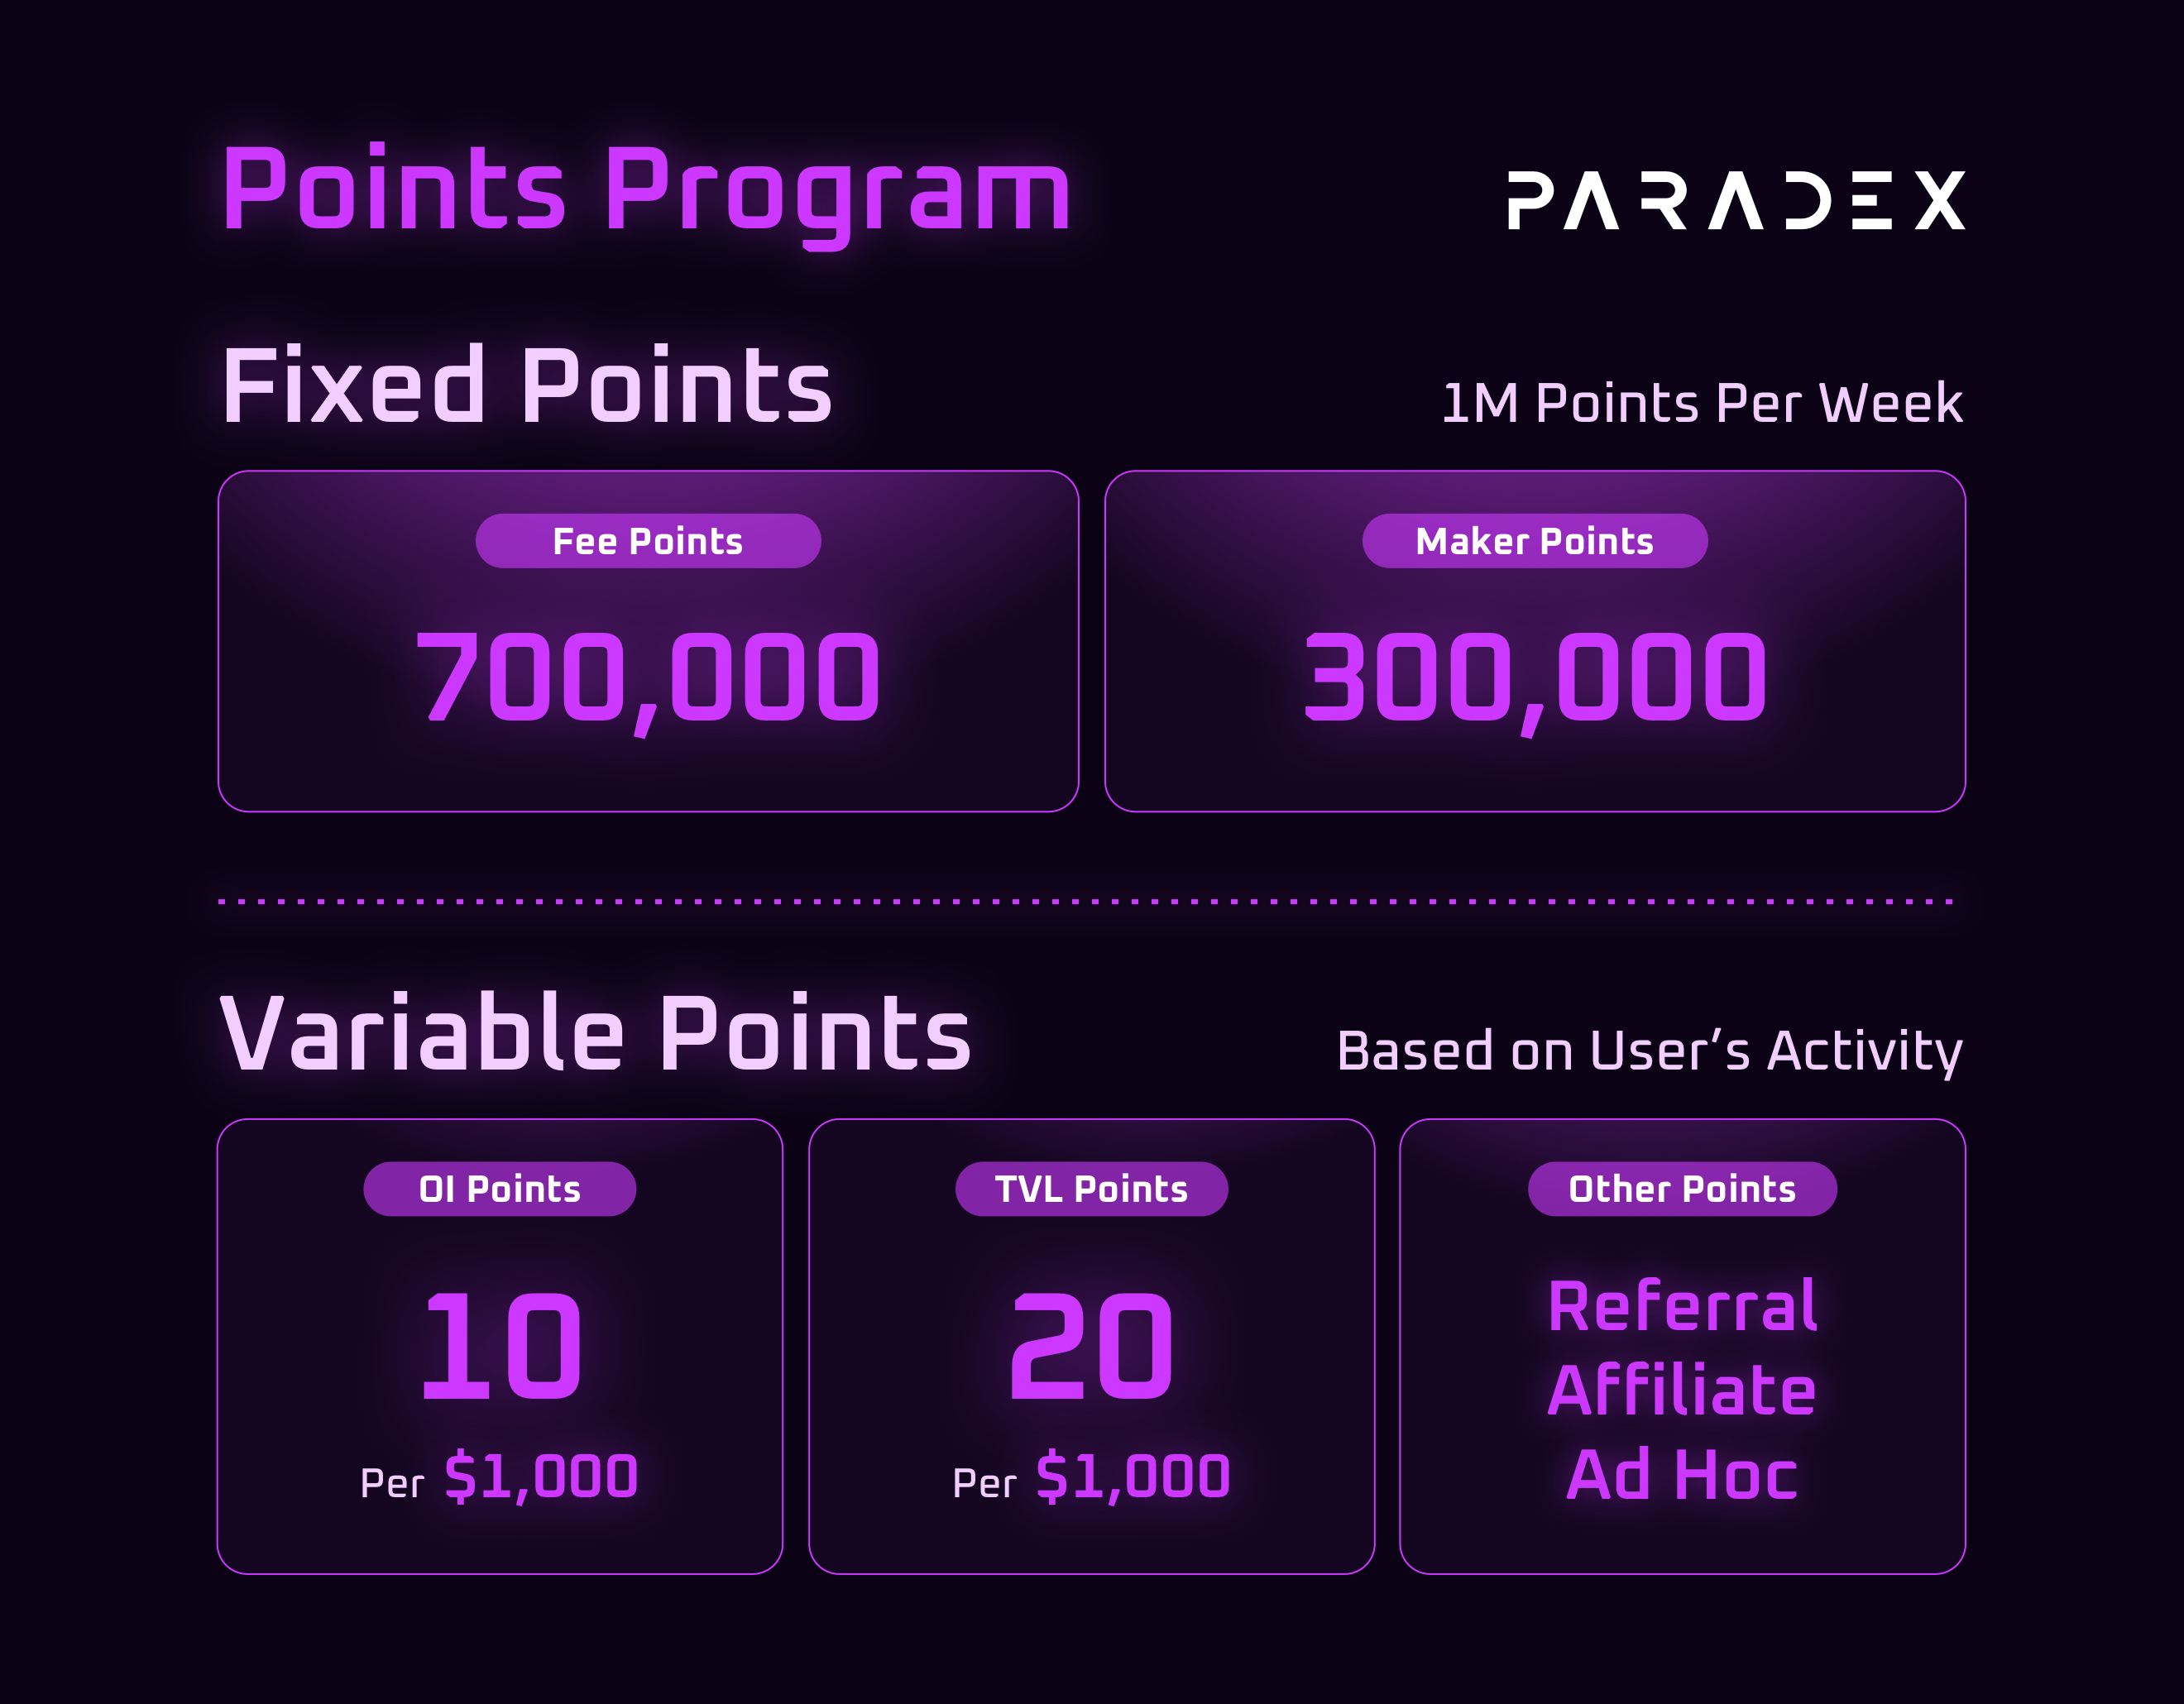 Points Program
PARADEX
Fixed Points
1M Points Per Week
Fee Points
700,000
Maker Points
300,000
Variable Points
Based on User’s Activity
OI Points
10
Per $1,000
TVL Points
20
Per $1,000
Other Points
Referral
Affiliate
Ad Hoc